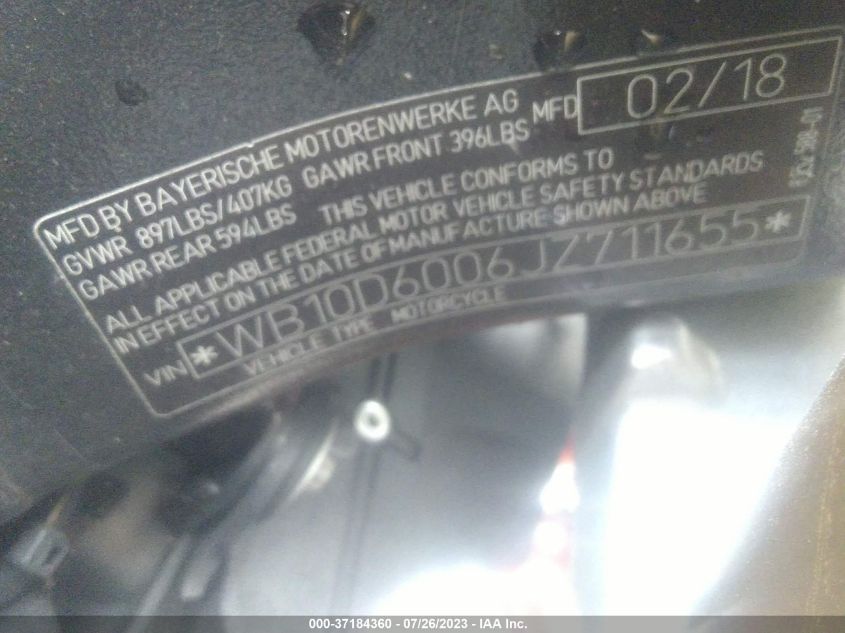 MFD BY BAYERISCHE MOTORENWERKE AG MFD 02/18
GVWR 897LBS/407KG GAWR FRONT 396LBS
GAWR REAR 594LBS THIS VEHICLE CONFORMS TO
ALL APPLICABLE FEDERAL MOTOR VEHICLE SAFETY STANDARDS
IN EFFECT ON THE DATE OF MANUFACTURE SHOWN ABOVE
VIN *WB10D6006JZ711655*
VEHICLE TYPE MOTORCYCLE
000-37184360 - 07/26/2023 - IAA Inc.